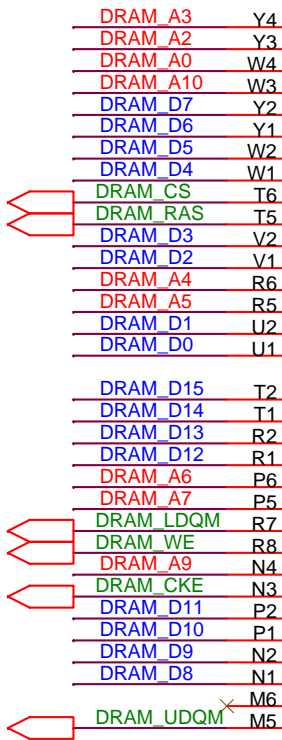 DRAM_A3 Y4
DRAM_A2 Y3
DRAM_A0 W4
DRAM_A10 W3
DRAM_D7 Y2
DRAM_D6 Y1
DRAM_D5 W2
DRAM_D4 W1
DRAM_CS T6
DRAM_RAS T5
DRAM_D3 V2
DRAM_D2 V1
DRAM_A4 R6
DRAM_A5 R5
DRAM_D1 U2
DRAM_D0 U1
DRAM_D15 T2
DRAM_D14 T1
DRAM_D13 R2
DRAM_D12 R1
DRAM_A6 P6
DRAM_A7 P5
DRAM_LDQM R7
DRAM_WE R8
DRAM_A9 N4
DRAM_CKE N3
DRAM_D11 P2
DRAM_D10 P1
DRAM_D9 N2
DRAM_D8 N1
M6
DRAM_UDQM M5